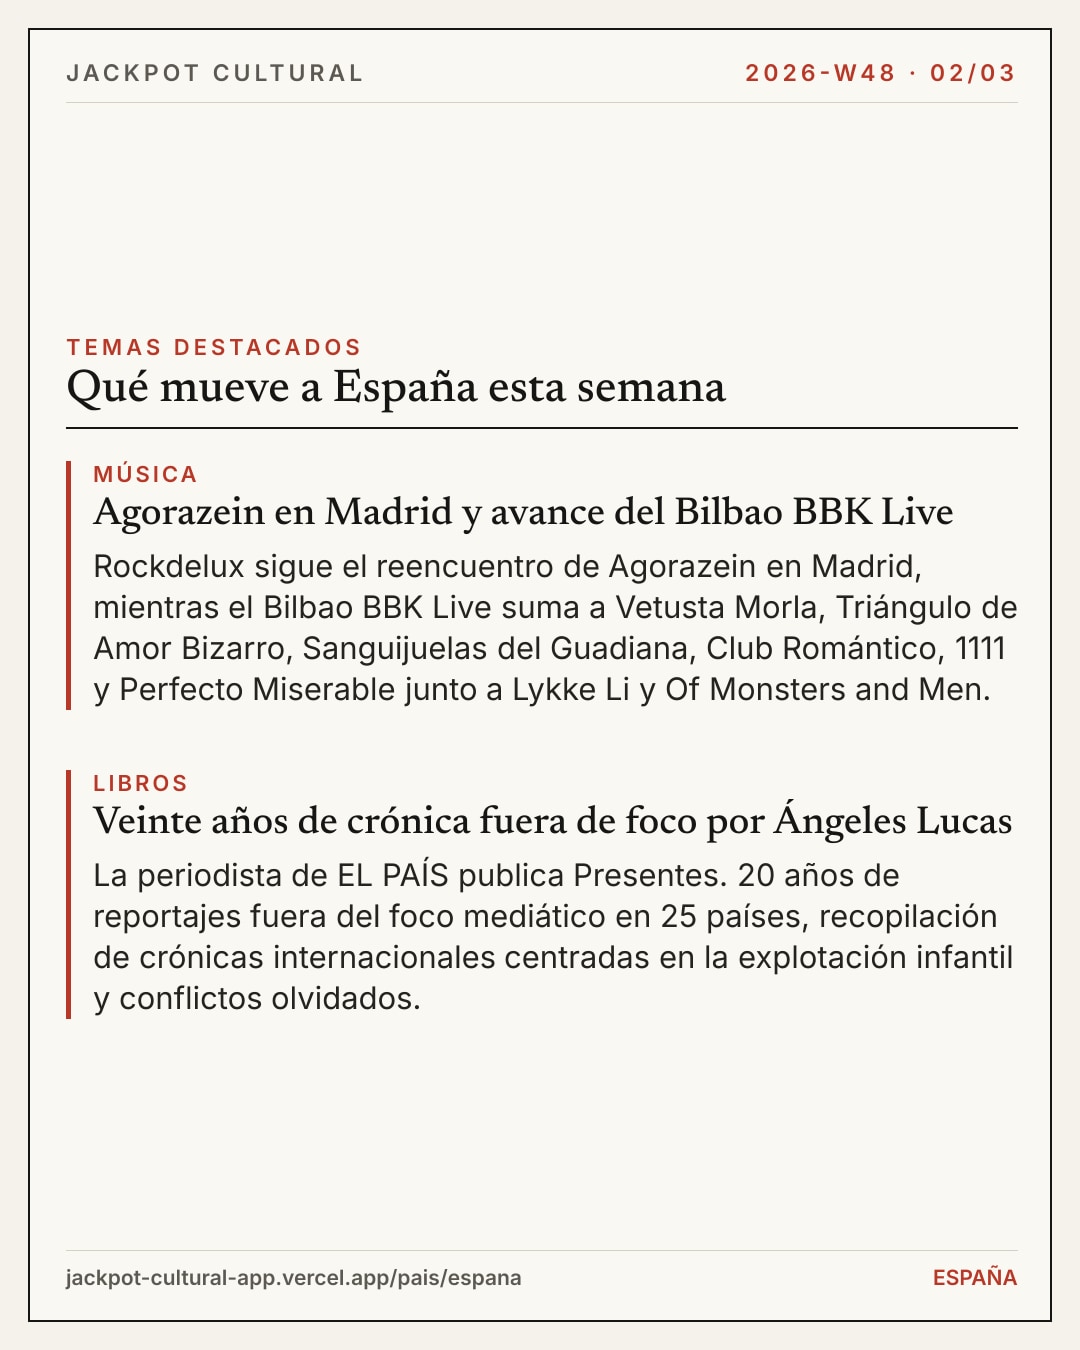 JACKPOT CULTURAL
2026-W48 · 02/03
TEMAS DESTACADOS
Qué mueve a España esta semana
MÚSICA
Agorazein en Madrid y avance del Bilbao BBK Live
Rockdelux sigue el reencuentro de Agorazein en Madrid,
mientras el Bilbao BBK Live suma a Vetusta Morla, Triángulo de
Amor Bizarro, Sanguijuelas del Guadiana, Club Romántico, 1111
y Perfecto Miserable junto a Lykke Li y Of Monsters and Men.
LIBROS
Veinte años de crónica fuera de foco por Ángeles Lucas
La periodista de EL PAÍS publica Presentes. 20 años de
reportajes fuera del foco mediático en 25 países, recopilación
de crónicas internacionales centradas en la explotación infantil
y conflictos olvidados.
jackpot-cultural-app.vercel.app/pais/espana
ESPAÑA